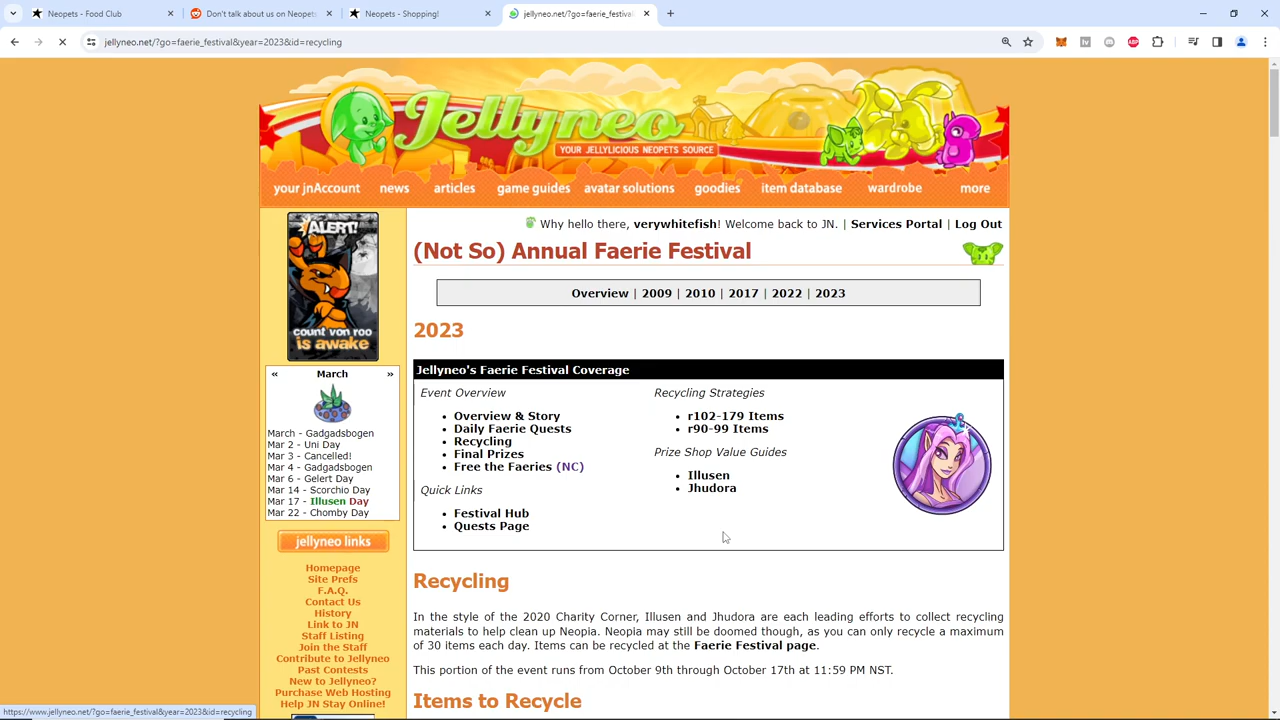 Neopets - Food Club
Don't talk about us on Neopets
Neopets - Shopping!
jellyneo.net/?go=faerie_festival
jellyneo.net/?go=faerie_festival&year=2023&id=recycling
Jellyneo
YOUR JELLYLICIOUS NEOPETS SOURCE
your jnAccount news articles game guides avatar solutions goodies item database wardrobe more
ALERT!
count von roo
is awake
Why hello there, verywhitefish! Welcome back to JN. | Services Portal | Log Out
(Not So) Annual Faerie Festival
Overview | 2009 | 2010 | 2017 | 2022 | 2023
2023
Jellyneo's Faerie Festival Coverage
Event Overview
Overview & Story
Daily Faerie Quests
Recycling
Final Prizes
Free the Faeries (NC)
Quick Links
Festival Hub
Quests Page
Recycling Strategies
r102-179 Items
r90-99 Items
Prize Shop Value Guides
Illusen
Jhudora
« March »
March - Gadgadsbogen
Mar 2 - Uni Day
Mar 3 - Cancelled!
Mar 4 - Gadgadsbogen
Mar 6 - Gelert Day
Mar 14 - Scorchio Day
Mar 17 - Illusen Day
Mar 22 - Chomby Day
jellyneo links
Homepage
Site Prefs
F.A.Q.
Contact Us
History
Link to JN
Staff Listing
Join the Staff
Contribute to Jellyneo
Past Contests
New to Jellyneo?
Purchase Web Hosting
Help JN Stay Online!
Recycling
In the style of the 2020 Charity Corner, Illusen and Jhudora are each leading efforts to collect recycling
materials to help clean up Neopia. Neopia may still be doomed though, as you can only recycle a maximum
of 30 items each day. Items can be recycled at the Faerie Festival page.
This portion of the event runs from October 9th through October 17th at 11:59 PM NST.
Items to Recycle
https://www.jellyneo.net/?go=faerie_festival&year=2023&id=recycling